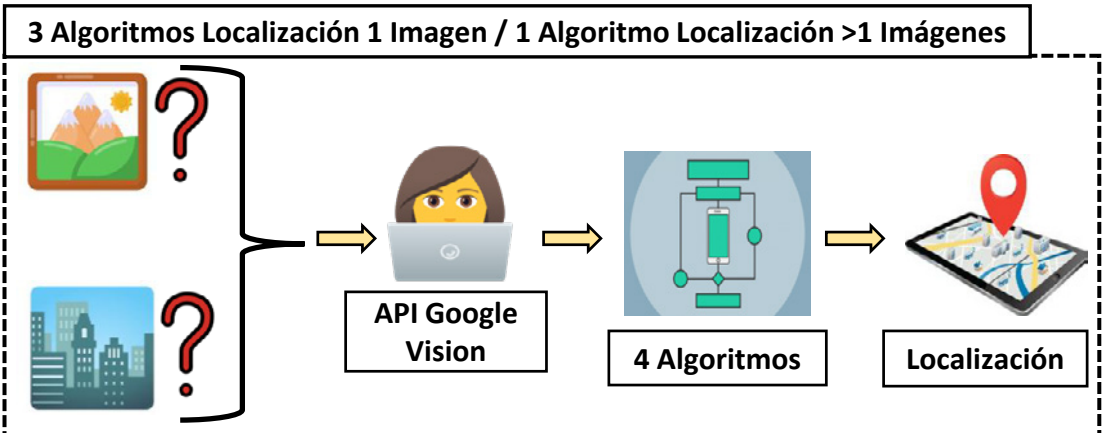 3 Algoritmos Localización 1 Imagen / 1 Algoritmo Localización >1 Imágenes
API Google
Vision
4 Algoritmos
Localización